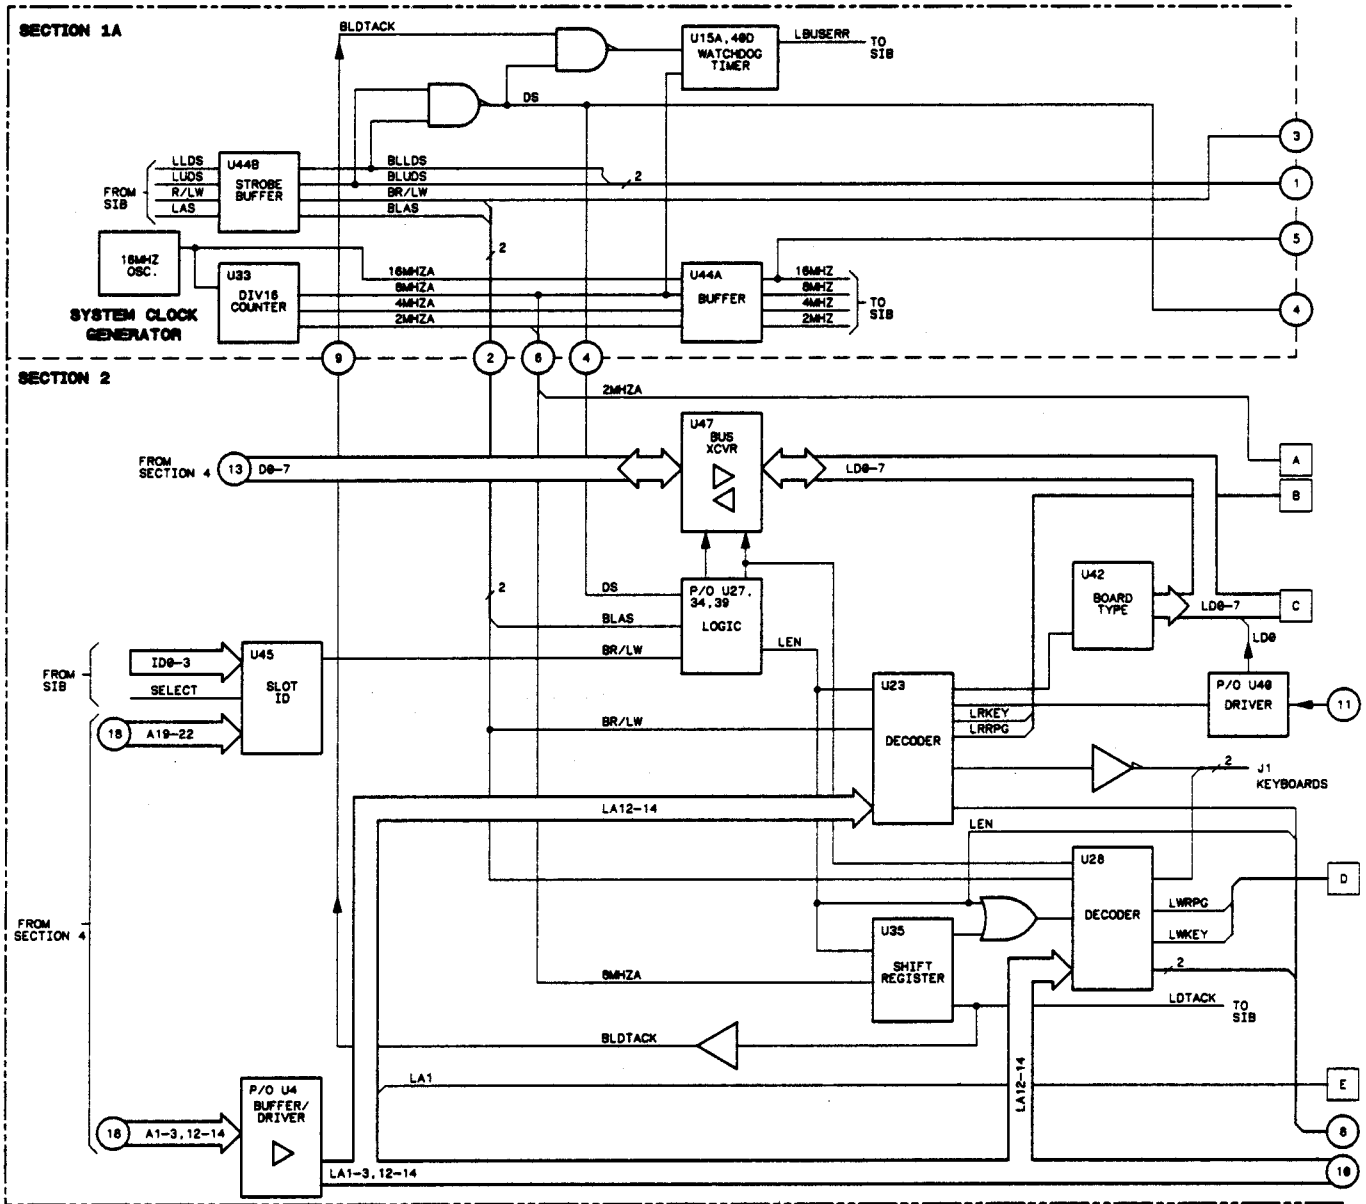 SECTION 1A
BLDTACK
U15A,40D
WATCHDOG
TIMER
LBUSERR
TO
SIB
DS
3
FROM
SIB
LLDS
LUDS
R/LW
LAS
U44B
STROBE
BUFFER
BLLDS
BLUDS
BR/LW
BLAS
2
1
2
5
16MHZ
OSC.
U33
DIV16
COUNTER
16MHZA
8MHZA
4MHZA
2MHZA
U44A
BUFFER
16MHZ
8MHZ
4MHZ
2MHZ
TO
SIB
SYSTEM CLOCK
GENERATOR
4
9
2
6
4
SECTION 2
2MHZA
U47
BUS
XCVR
FROM
SECTION 4
13
D0-7
LD0-7
A
B
2
DS
P/O U27,
34,39
LOGIC
BLAS
BR/LW
LEN
U42
BOARD
TYPE
LD0-7
C
LD0
FROM
SIB
ID0-3
SELECT
U45
SLOT
ID
18
A19-22
BR/LW
U23
DECODER
LRKEY
LRRPG
P/O U40
DRIVER
11
2
J1
KEYBOARDS
LA12-14
LEN
U28
DECODER
LWRPG
LWKEY
2
D
FROM
SECTION 4
U35
SHIFT
REGISTER
8MHZA
LDTACK
TO
SIB
BLDTACK
LA1
LA12-14
E
P/O U4
BUFFER/
DRIVER
18
A1-3,12-14
LA1-3,12-14
8
10